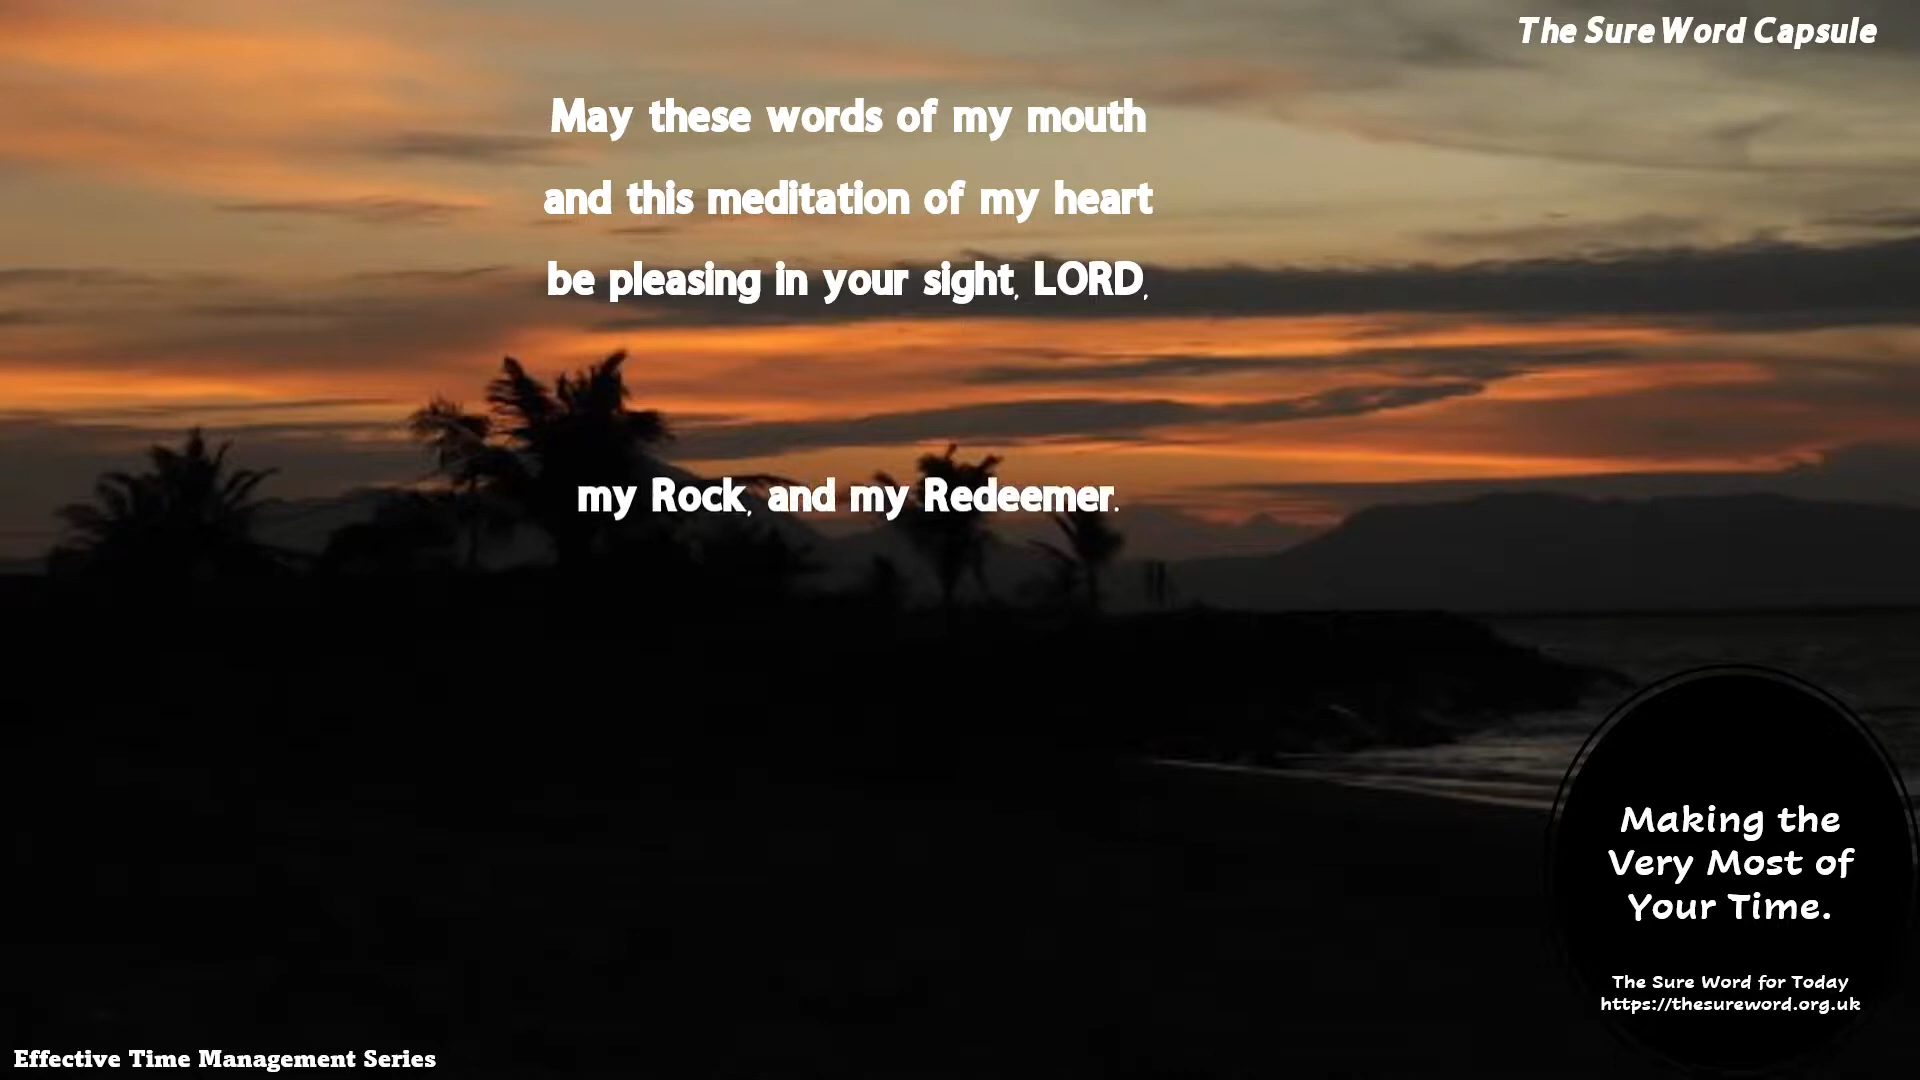 The Sure Word Capsule
May these words of my mouth
and this meditation of my heart
be pleasing in your sight, LORD,
my Rock, and my Redeemer.
Making the
Very Most of
Your Time.
The Sure Word for Today
https://thesureword.org.uk
Effective Time Management Series